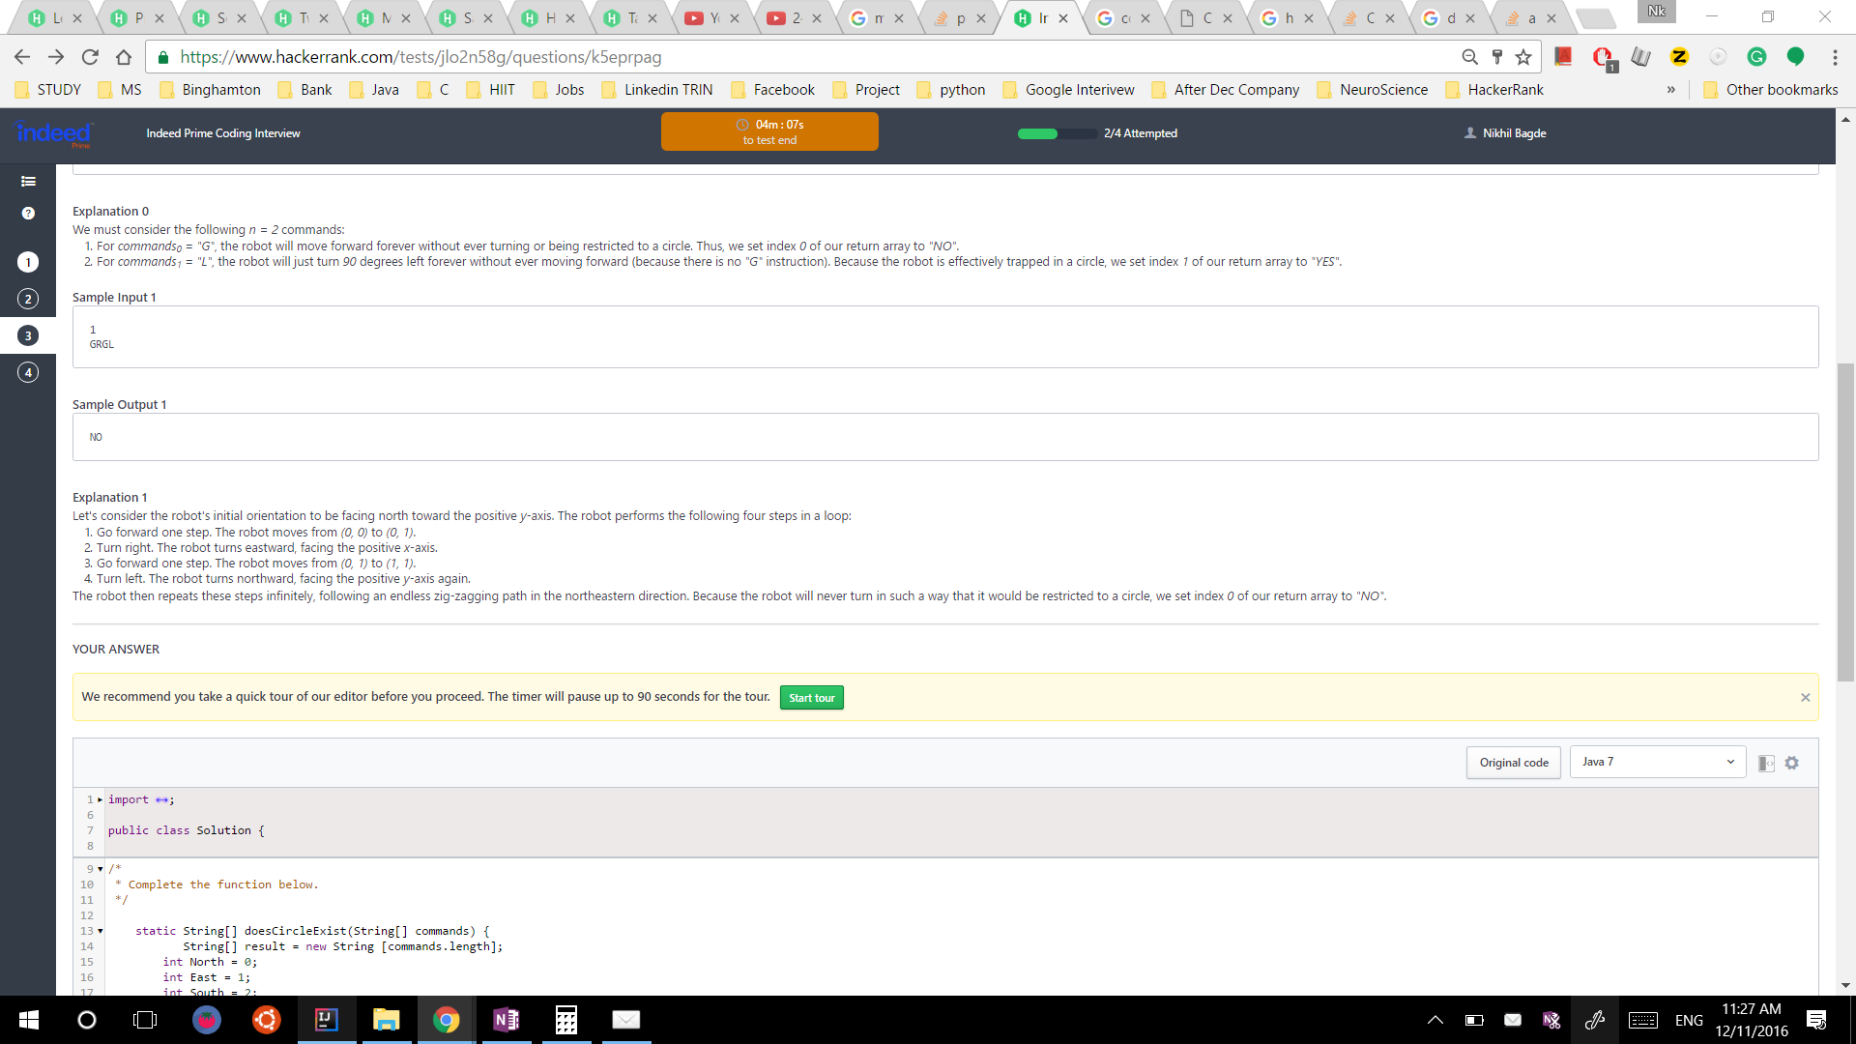 L
P
S
T
M
S
H
T
Y
2-
G m
p
Ir
G c
C
G h
C
G d
a
Nk
https://www.hackerrank.com/tests/jlo2n58g/questions/k5eprpag
1
STUDY
MS
Binghamton
Bank
Java
C
HIIT
Jobs
Linkedin TRIN
Facebook
Project
python
Google Interivew
After Dec Company
NeuroScience
HackerRank
»
Other bookmarks
indeed
Prime
Indeed Prime Coding Interview
04m : 07s
to test end
2/4 Attempted
Nikhil Bagde
1
2
3
4
Explanation 0
We must consider the following n = 2 commands:
1. For commands0 = "G", the robot will move forward forever without ever turning or being restricted to a circle. Thus, we set index 0 of our return array to "NO".
2. For commands1 = "L", the robot will just turn 90 degrees left forever without ever moving forward (because there is no "G" instruction). Because the robot is effectively trapped in a circle, we set index 1 of our return array to "YES".
Sample Input 1
1
GRGL
Sample Output 1
NO
Explanation 1
Let's consider the robot's initial orientation to be facing north toward the positive y-axis. The robot performs the following four steps in a loop:
1. Go forward one step. The robot moves from (0, 0) to (0, 1).
2. Turn right. The robot turns eastward, facing the positive x-axis.
3. Go forward one step. The robot moves from (0, 1) to (1, 1).
4. Turn left. The robot turns northward, facing the positive y-axis again.
The robot then repeats these steps infinitely, following an endless zig-zagging path in the northeastern direction. Because the robot will never turn in such a way that it would be restricted to a circle, we set index 0 of our return array to "NO".
YOUR ANSWER
We recommend you take a quick tour of our editor before you proceed. The timer will pause up to 90 seconds for the tour. Start tour
Original code
Java 7
1 import ↔;
6
7 public class Solution {
8
9 /*
10 * Complete the function below.
11 */
12
13 static String[] doesCircleExist(String[] commands) {
14 String[] result = new String [commands.length];
15 int North = 0;
16 int East = 1;
17 int South = 2;
ENG
11:27 AM
12/11/2016